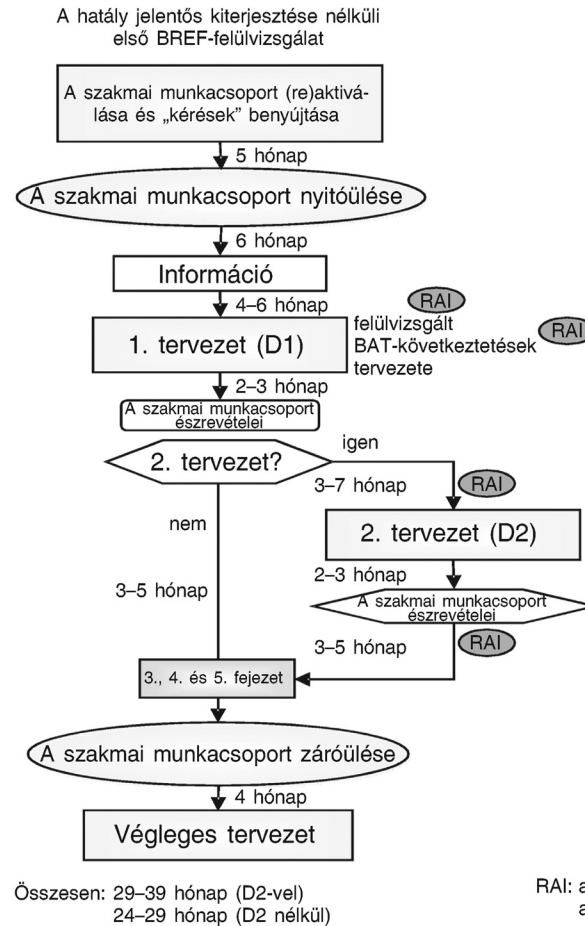 A hatály jelentős kiterjesztése nélküli
első BREF-felülvizsgálat
A szakmai munkacsoport (re)aktivá-
lása és „kérések” benyújtása
5 hónap
A szakmai munkacsoport nyitóülése
6 hónap
Információ
4–6 hónap
RAI
1. tervezet (D1)
felülvizsgált
BAT-következtetések
tervezete
RAI
2–3 hónap
A szakmai munkacsoport
észrevételei
2. tervezet?
igen
3–7 hónap
RAI
nem
2. tervezet (D2)
2–3 hónap
3–5 hónap
A szakmai munkacsoport
észrevételei
3–5 hónap
RAI
3., 4. és 5. fejezet
A szakmai munkacsoport záróülése
4 hónap
Végleges tervezet
Összesen: 29–39 hónap (D2-vel)
24–29 hónap (D2 nélkül)
RAI: a
a